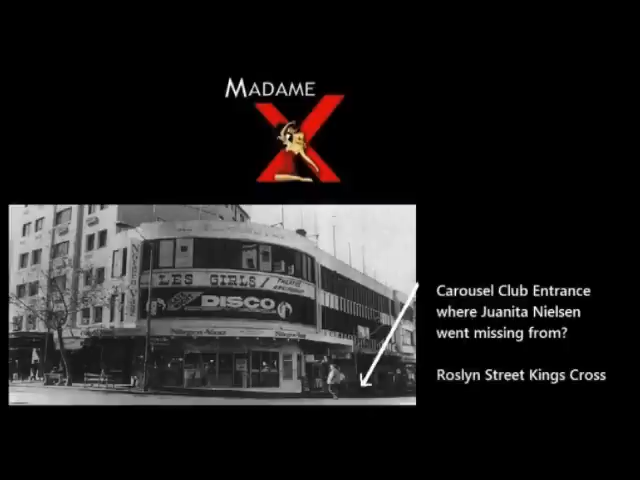 MADAME
X
LES GIRLS
DISCO
Carousel Club Entrance
where Juanita Nielsen
went missing from?
Roslyn Street Kings Cross